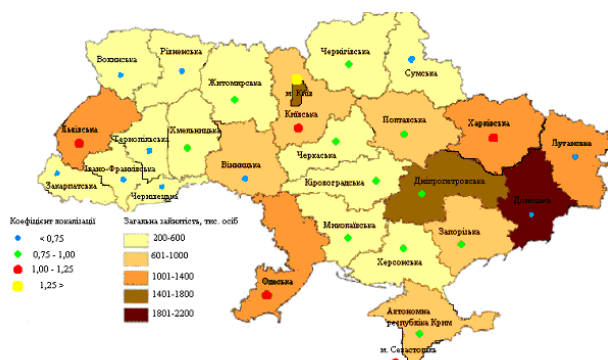 Волинська
Рівненська
Житомирська
Чернігівська
Сумська
м. Київ
Київська
Львівська
Тернопільська
Хмельницька
Вінницька
Черкаська
Полтавська
Харківська
Луганська
Івано-Франківська
Закарпатська
Чернівецька
Кіровоградська
Дніпропетровська
Донецька
Миколаївська
Запорізька
Херсонська
Одеська
Автономна
республіка Крим
м. Севастополь
Коефіцієнт локалізації
< 0,75
0,75 - 1,00
1,00 - 1,25
1,25 >
Загальна зайнятість, тис. осіб
200-600
601-1000
1001-1400
1401-1800
1801-2200